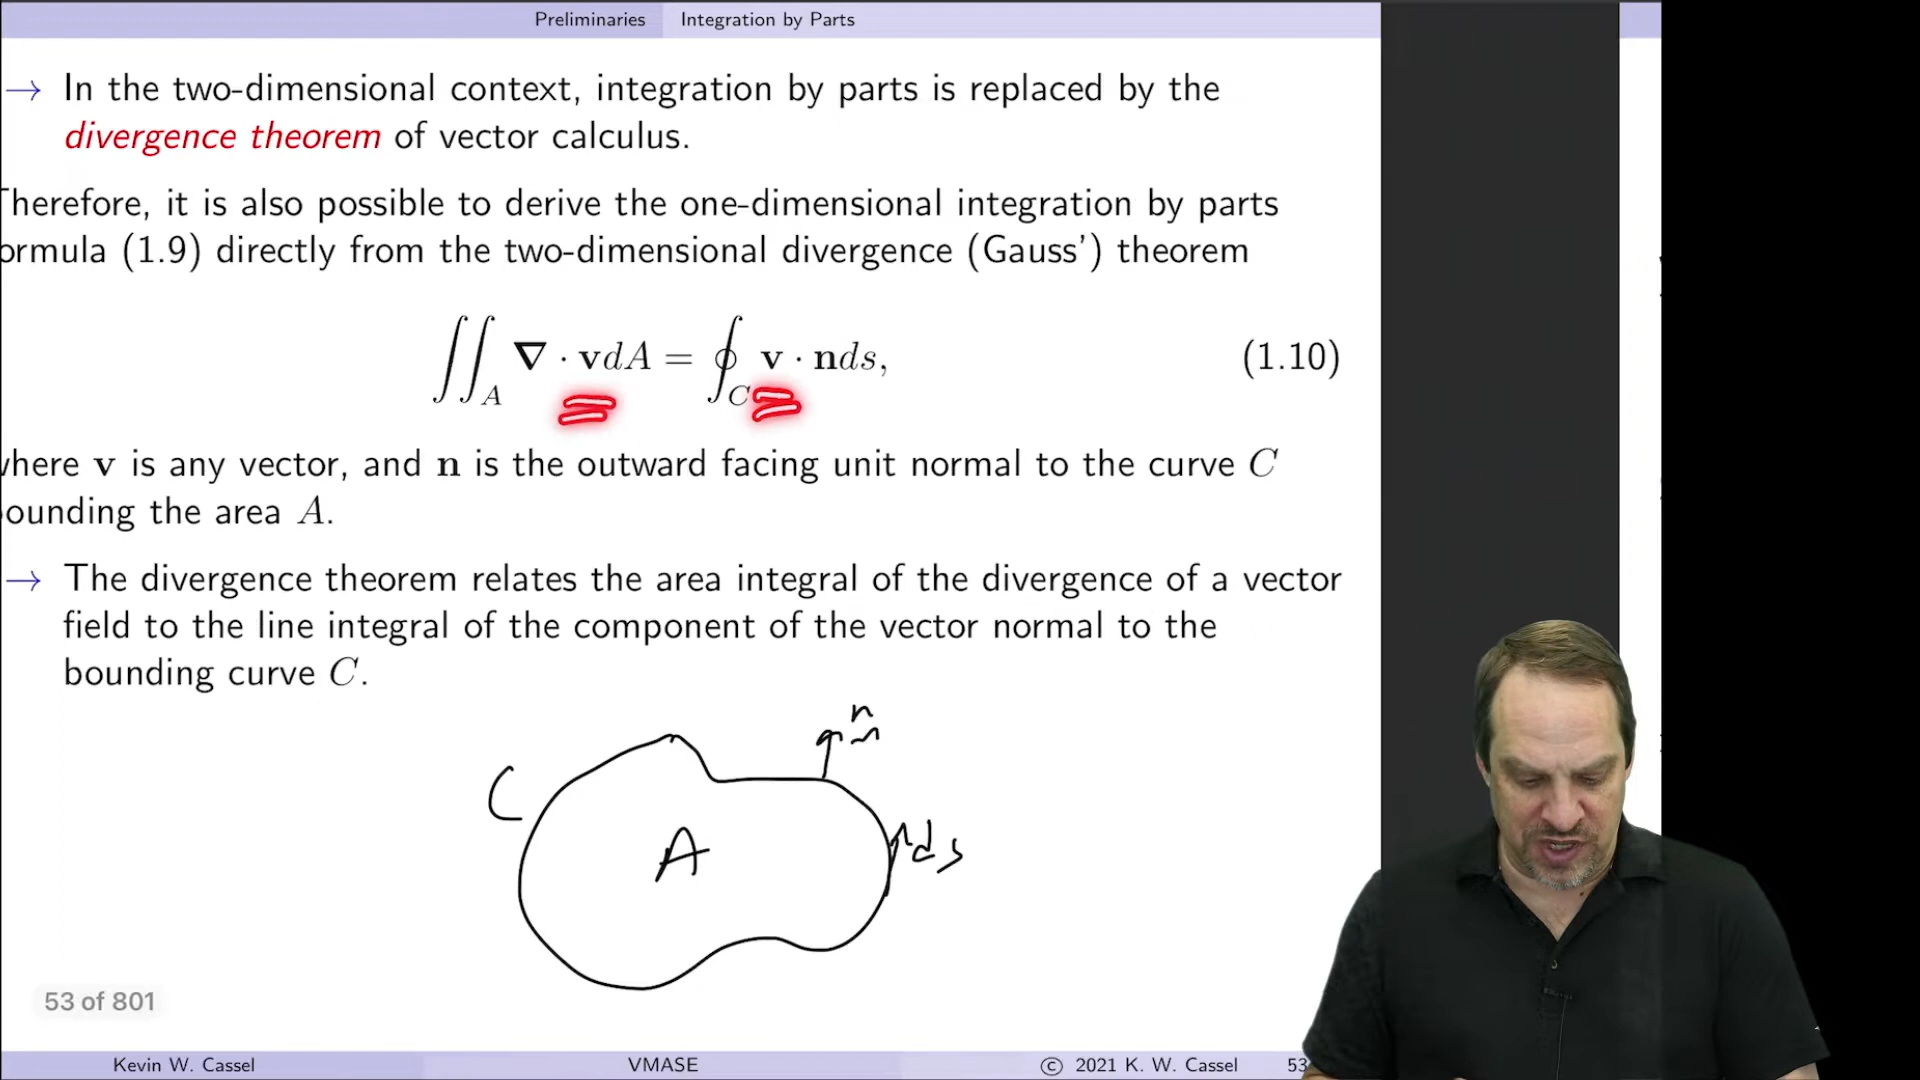 Preliminaries Integration by Parts
→ In the two-dimensional context, integration by parts is replaced by the
divergence theorem of vector calculus.
Therefore, it is also possible to derive the one-dimensional integration by parts
ormula (1.9) directly from the two-dimensional divergence (Gauss') theorem
∬_A ∇ · vdA = ∮_C v · nds, (1.10)
where v is any vector, and n is the outward facing unit normal to the curve C
ounding the area A.
→ The divergence theorem relates the area integral of the divergence of a vector
field to the line integral of the component of the vector normal to the
bounding curve C.
n
C
A
ds
53 of 801
Kevin W. Cassel VMASE © 2021 K. W. Cassel 53